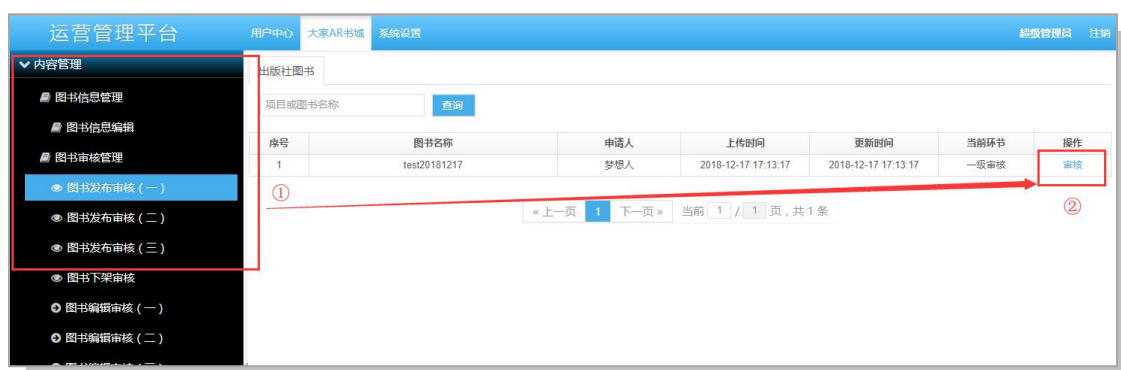 运营管理平台
用户中心 大家AR书城 系统设置 超级管理员 注销
内容管理
图书信息管理
图书信息编辑
图书审核管理
图书发布审核(一)
图书发布审核(二)
图书发布审核(三)
图书下架审核
图书编辑审核(一)
图书编辑审核(二)
出版社图书
项目或图书名称 查询
序号 图书名称 申请人 上传时间 更新时间 当前环节 操作
1 test20181217 梦想人 2018-12-17 17:13:17 2018-12-17 17:13:17 一级审核 审核
① ②
«上一页 1 下一页» 当前 1 / 1 页,共1条